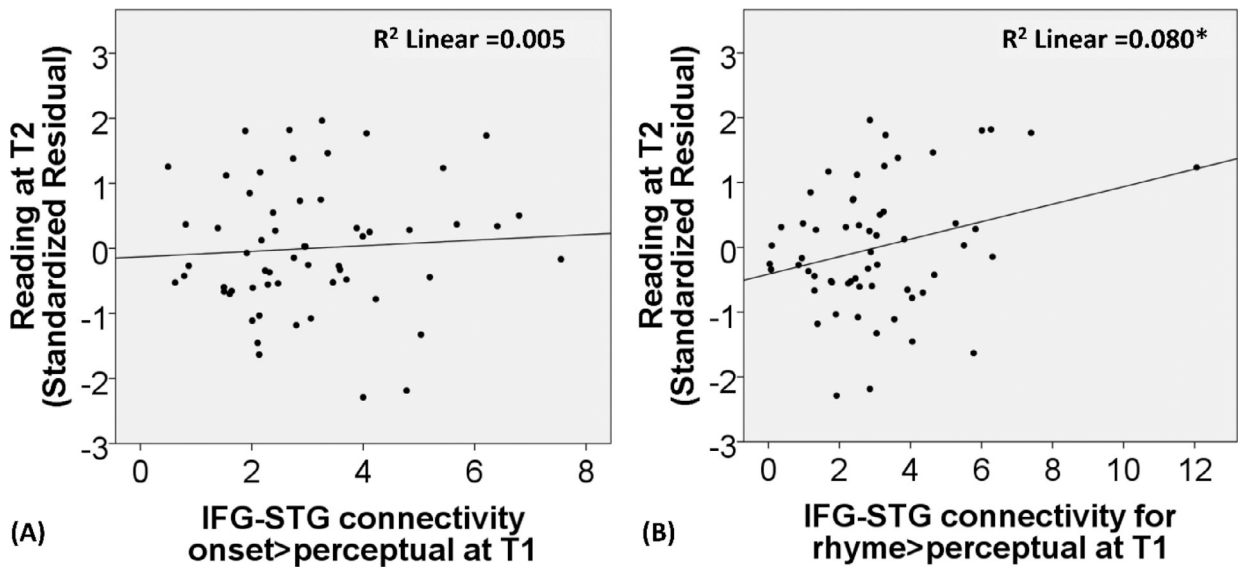 R² Linear =0.005
3
2
1
0
-1
-2
-3
Reading at T2
(Standardized Residual)
0 2 4 6 8
(A)
IFG-STG connectivity
onset>perceptual at T1
R² Linear =0.080*
3
2
1
0
-1
-2
-3
Reading at T2
(Standardized Residual)
0 2 4 6 8 10 12
(B)
IFG-STG connectivity for
rhyme>perceptual at T1